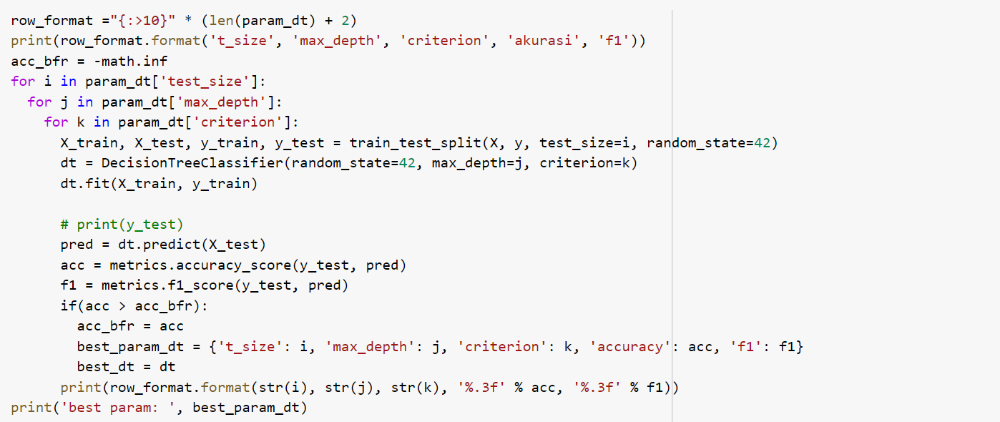 row_format ="{:>10}" * (len(param_dt) + 2)
print(row_format.format('t_size', 'max_depth', 'criterion', 'akurasi', 'f1'))
acc_bfr = -math.inf
for i in param_dt['test_size']:
  for j in param_dt['max_depth']:
    for k in param_dt['criterion']:
      X_train, X_test, y_train, y_test = train_test_split(X, y, test_size=i, random_state=42)
      dt = DecisionTreeClassifier(random_state=42, max_depth=j, criterion=k)
      dt.fit(X_train, y_train)

      # print(y_test)
      pred = dt.predict(X_test)
      acc = metrics.accuracy_score(y_test, pred)
      f1 = metrics.f1_score(y_test, pred)
      if(acc > acc_bfr):
        acc_bfr = acc
        best_param_dt = {'t_size': i, 'max_depth': j, 'criterion': k, 'accuracy': acc, 'f1': f1}
        best_dt = dt
      print(row_format.format(str(i), str(j), str(k), '%.3f' % acc, '%.3f' % f1))
print('best param: ', best_param_dt)